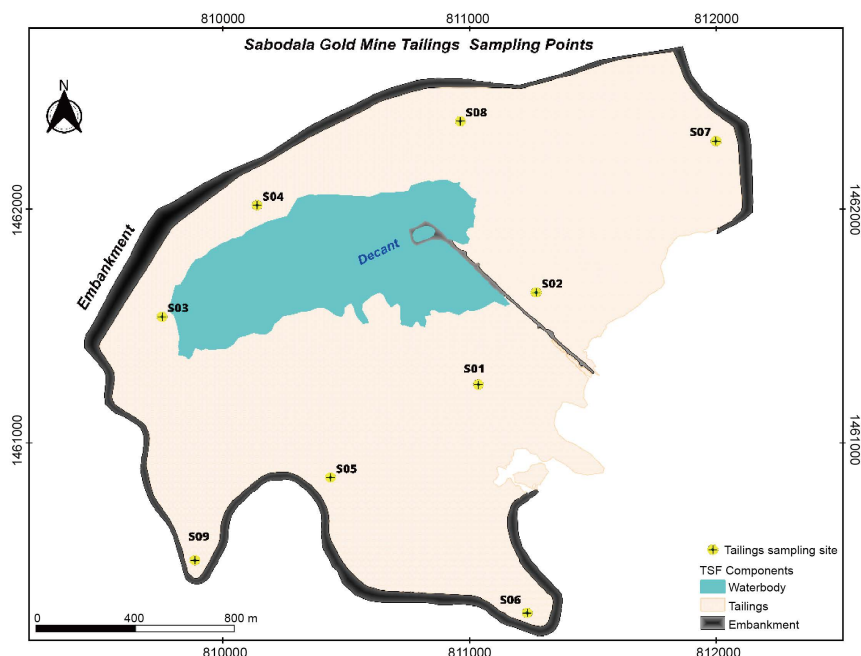 810000 811000 812000
Sabodala Gold Mine Tailings Sampling Points
N
S08
S07
S04
1462000
1462000
Decant
Embankment
S02
S03
S01
1461000
1461000
S05
S09
S06
Tailings sampling site
TSF Components
Waterbody
Tailings
Embankment
0 400 800 m
810000 811000 812000